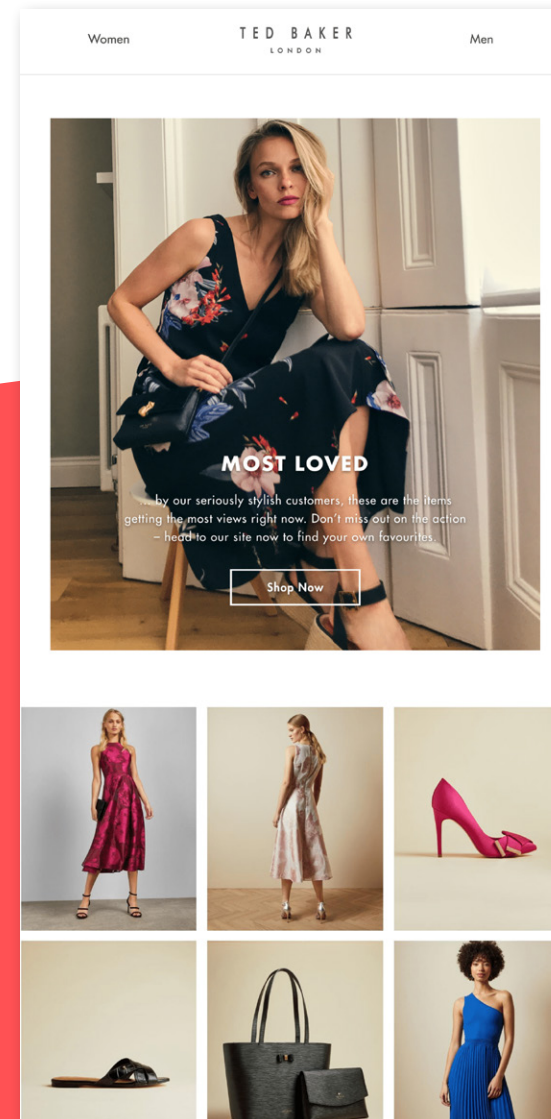 Women
TED BAKER
LONDON
Men
MOST LOVED
... by our seriously stylish customers, these are the items
getting the most views right now. Don't miss out on the action
– head to our site now to find your own favourites.
Shop Now